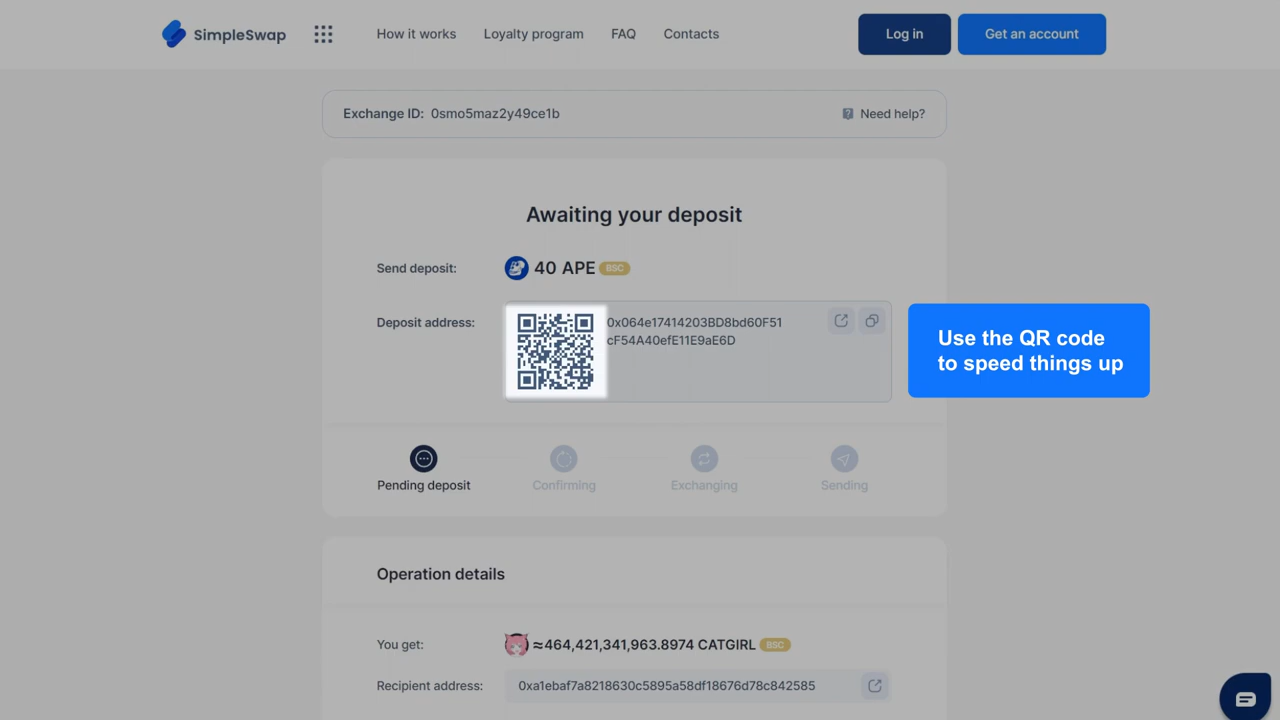 SimpleSwap
How it works
Loyalty program
FAQ
Contacts
Log in
Get an account
Exchange ID: 0smo5maz2y49ce1b
Need help?
Awaiting your deposit
Send deposit:
40 APE BSC
Deposit address:
0x064e17414203BD8bd60F51
cF54A40efE11E9aE6D
Use the QR code
to speed things up
Pending deposit
Confirming
Exchanging
Sending
Operation details
You get:
≈464,421,341,963.8974 CATGIRL BSC
Recipient address:
0xa1ebaf7a8218630c5895a58df18676d78c842585